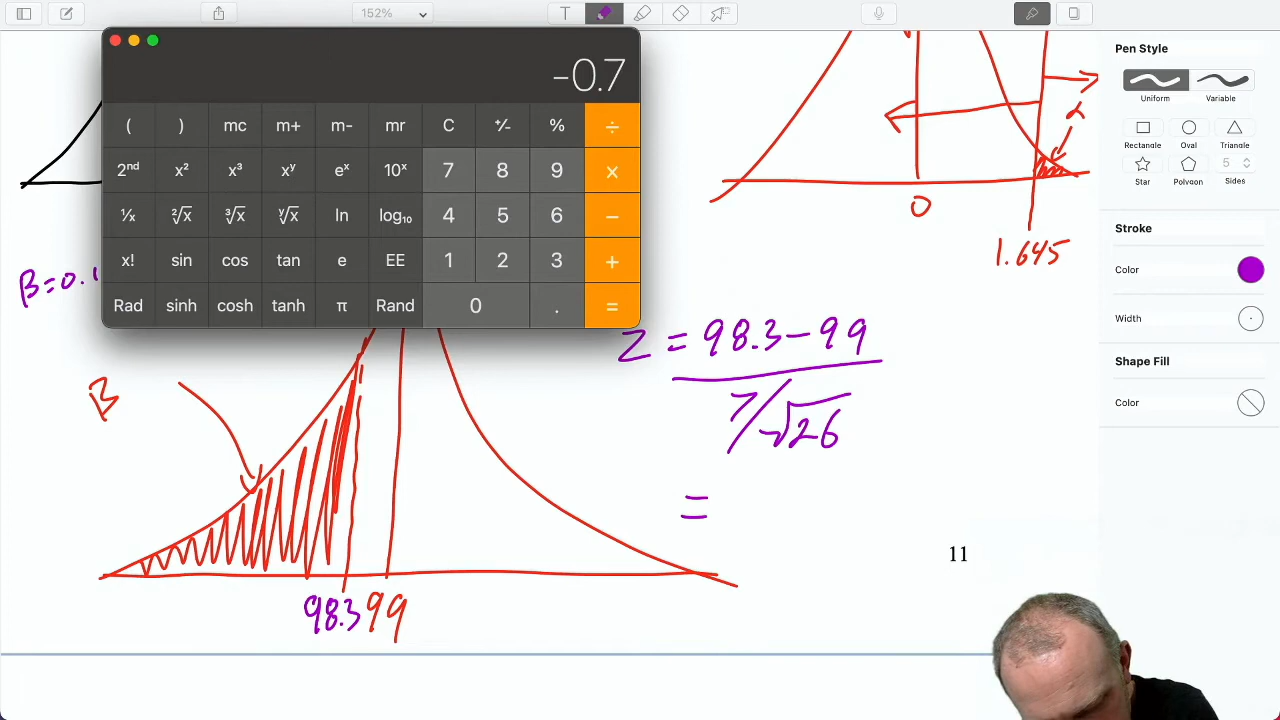 152%
T
-0.7
( ) mc m+ m- mr C +/- % ÷
2nd x² x³ xʸ eˣ 10ˣ 7 8 9 ×
1/x ²√x ³√x ʸ√x ln log₁₀ 4 5 6 −
x! sin cos tan e EE 1 2 3 +
Rad sinh cosh tanh π Rand 0 . =
Pen Style
Uniform Variable
Rectangle Oval Triangle
Star Polygon 5 Sides
Stroke
Color
Width
Shape Fill
Color
α
0
1.645
β=0.1
Z = 98.3-99
7/√26
=
β
98.3 99
11